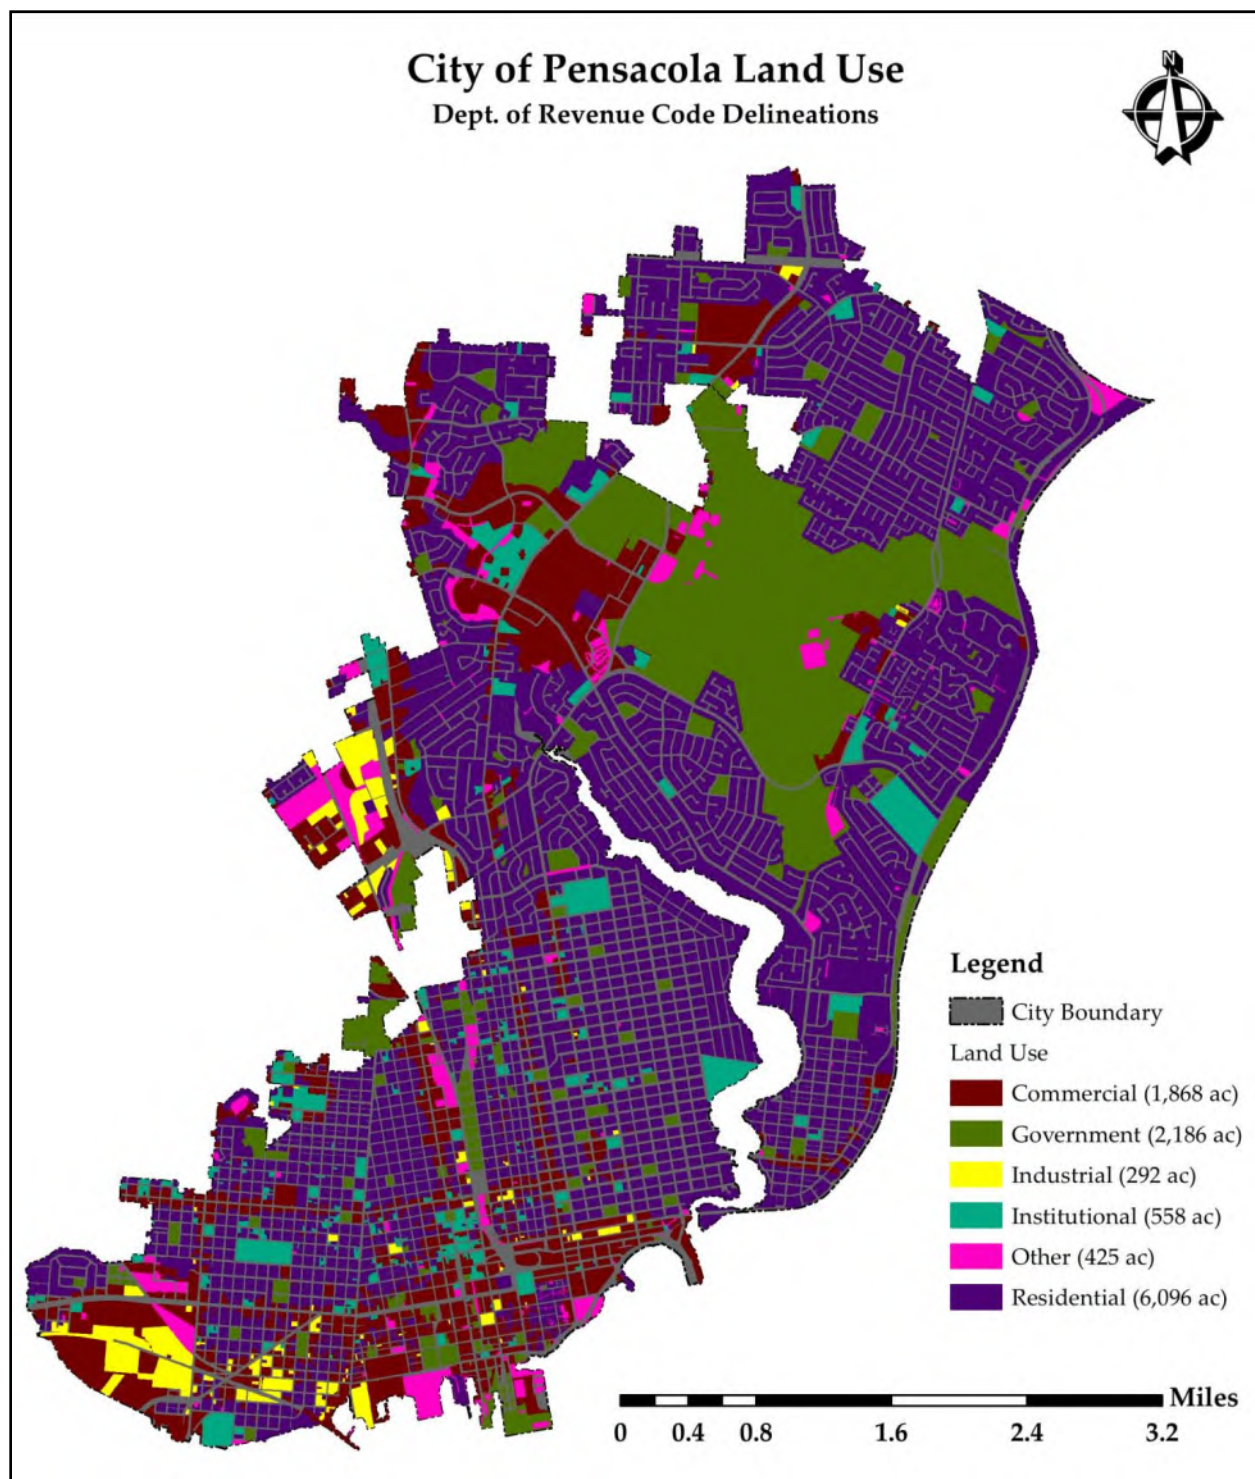 City of Pensacola Land Use
Dept. of Revenue Code Delineations
N
Legend
City Boundary
Land Use
Commercial (1,868 ac)
Government (2,186 ac)
Industrial (292 ac)
Institutional (558 ac)
Other (425 ac)
Residential (6,096 ac)
Miles
0 0.4 0.8 1.6 2.4 3.2